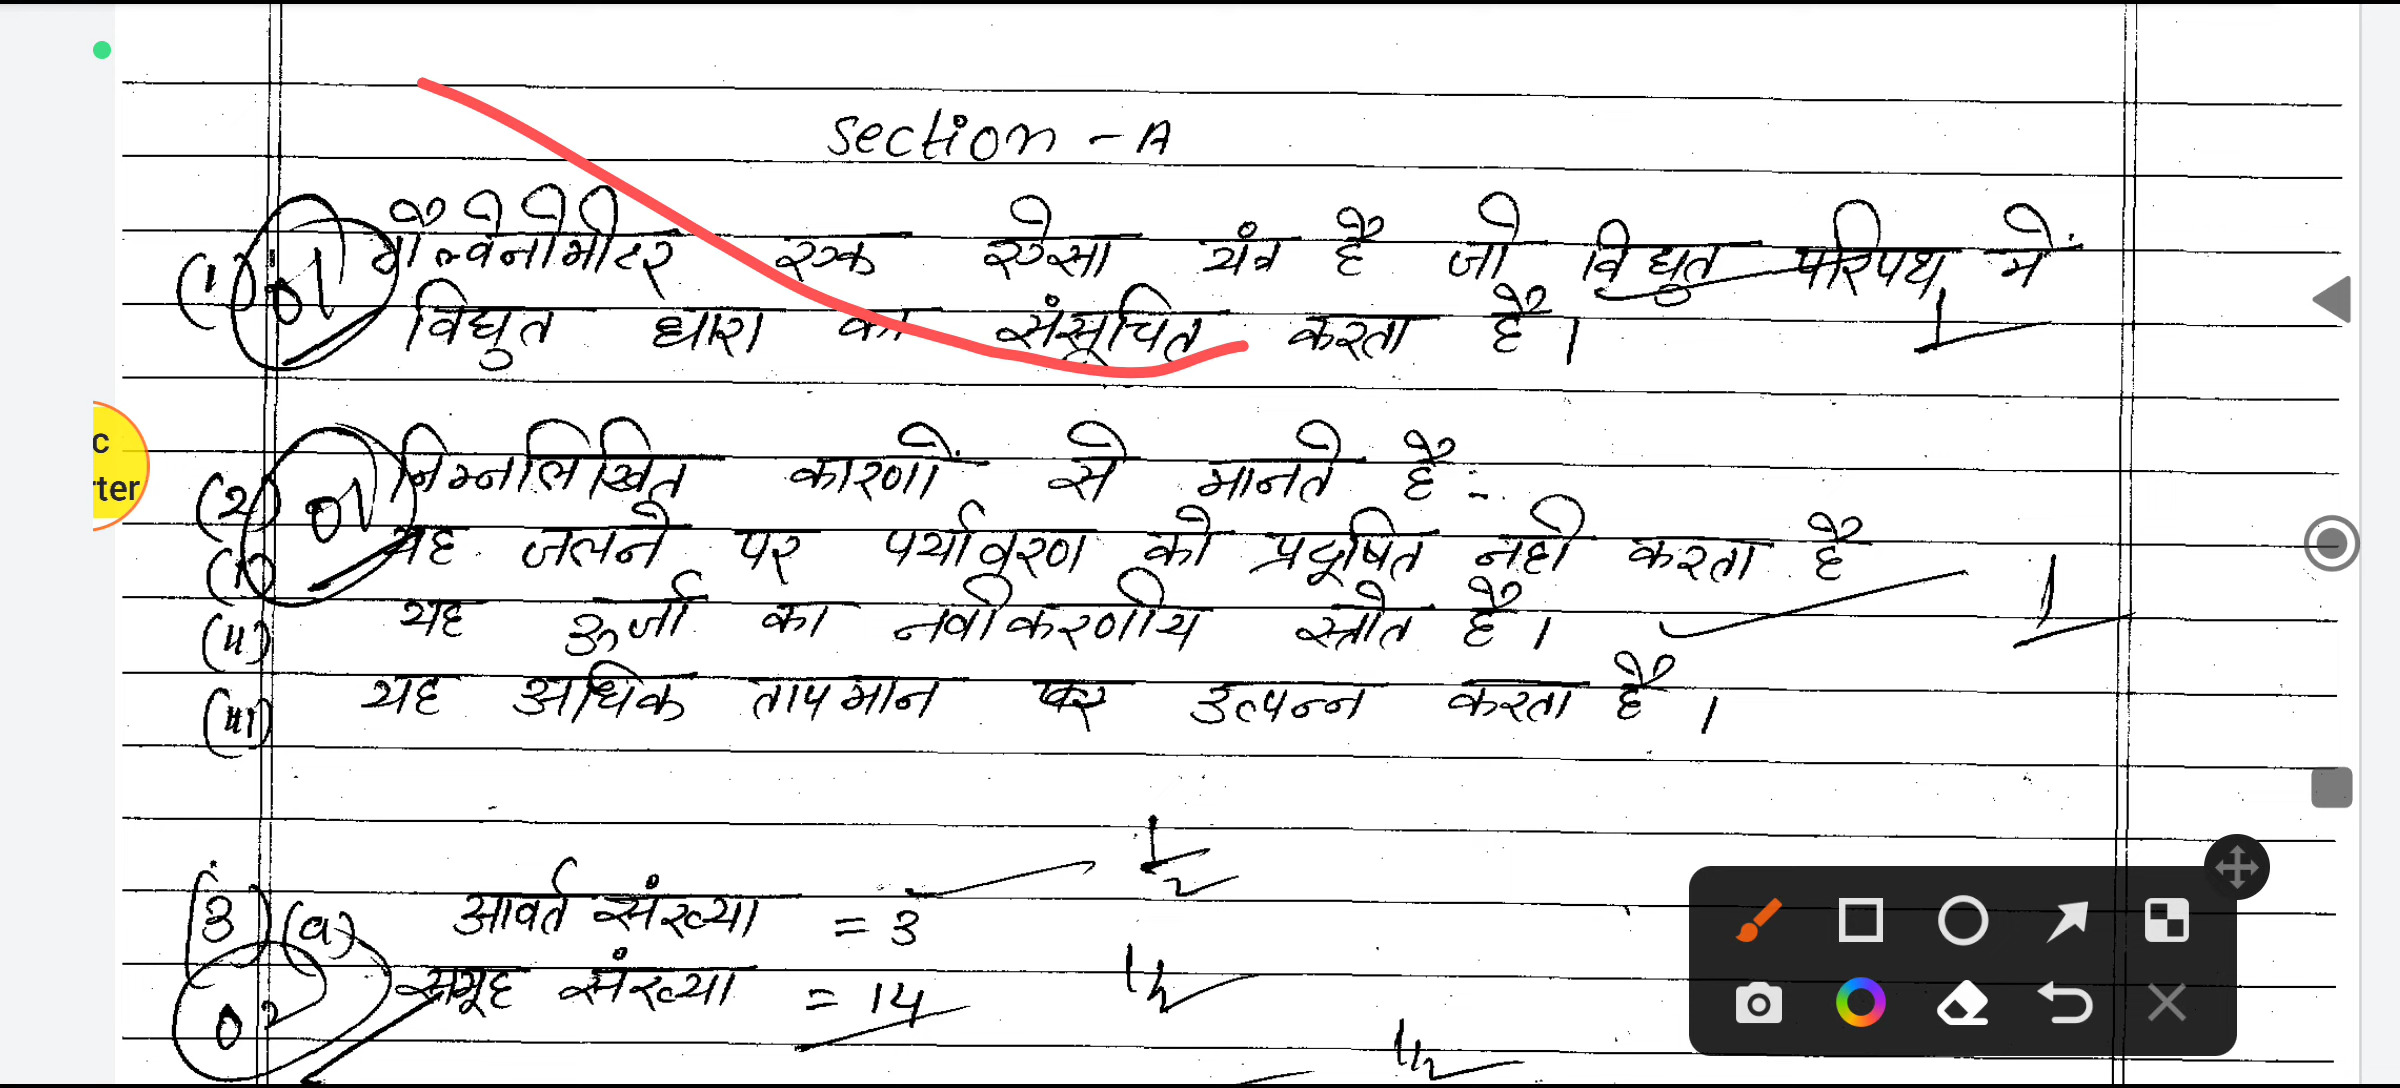 Section - A
(1) 01 गैल्वेनोमीटर एक ऐसा यंत्र है जो विद्युत परिपथ में
विद्युत धारा को संसूचित करता है। 1
(2) 01 निम्नलिखित कारणों से मानते है :-
(i) यह जलने पर पर्यावरण को प्रदूषित नही करता है
(ii) यह ऊर्जा का नवीकरणीय स्त्रोत है। 1
(iii) यह अधिक तापमान पर उत्पन्न करता है।
c
rter
1/2
(3) (a) आवर्त संख्या = 3
02 समूह संख्या = 14 1/2
1/2